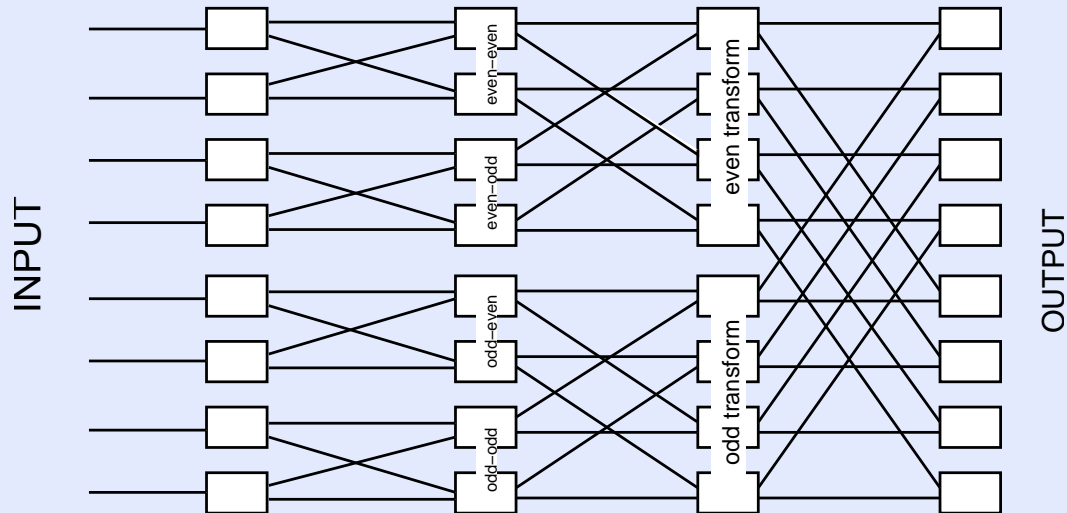 INPUT
even−even
even−odd
odd−even
odd−odd
even transform
odd transform
OUTPUT